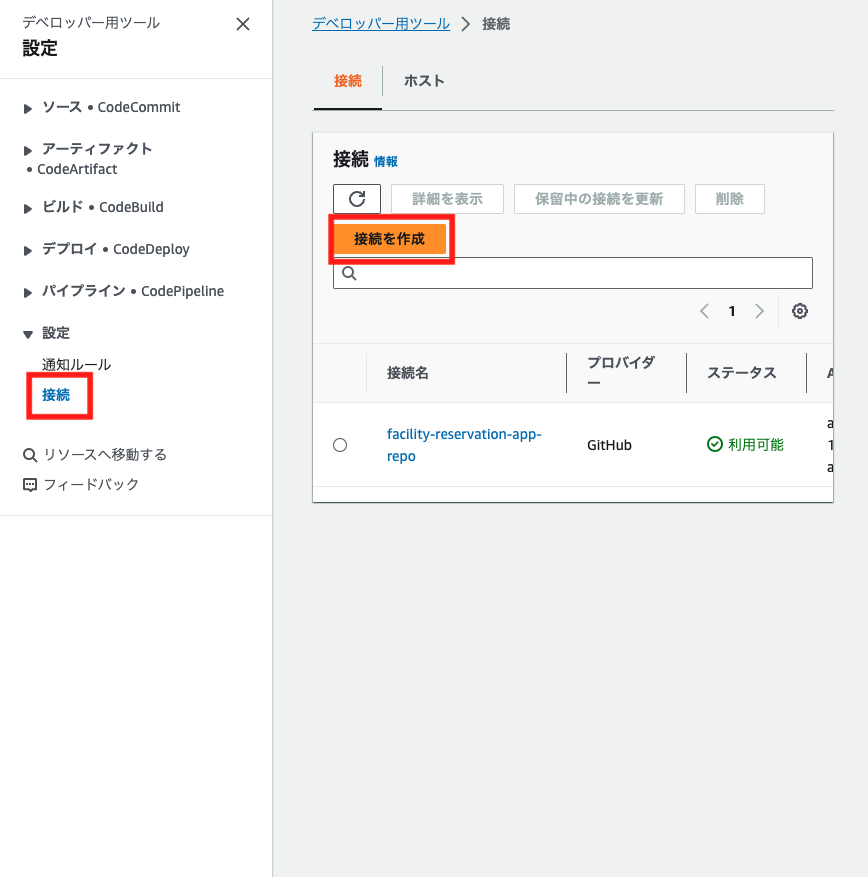 デベロッパー用ツール
設定
ソース • CodeCommit
アーティファクト
• CodeArtifact
ビルド • CodeBuild
デプロイ • CodeDeploy
パイプライン • CodePipeline
設定
通知ルール
接続
リソースへ移動する
フィードバック
デベロッパー用ツール > 接続
接続 ホスト
接続 情報
詳細を表示 保留中の接続を更新 削除
接続を作成
1
接続名 プロバイダ
ー ステータス A
facility-reservation-app-
repo GitHub 利用可能 a
1
a